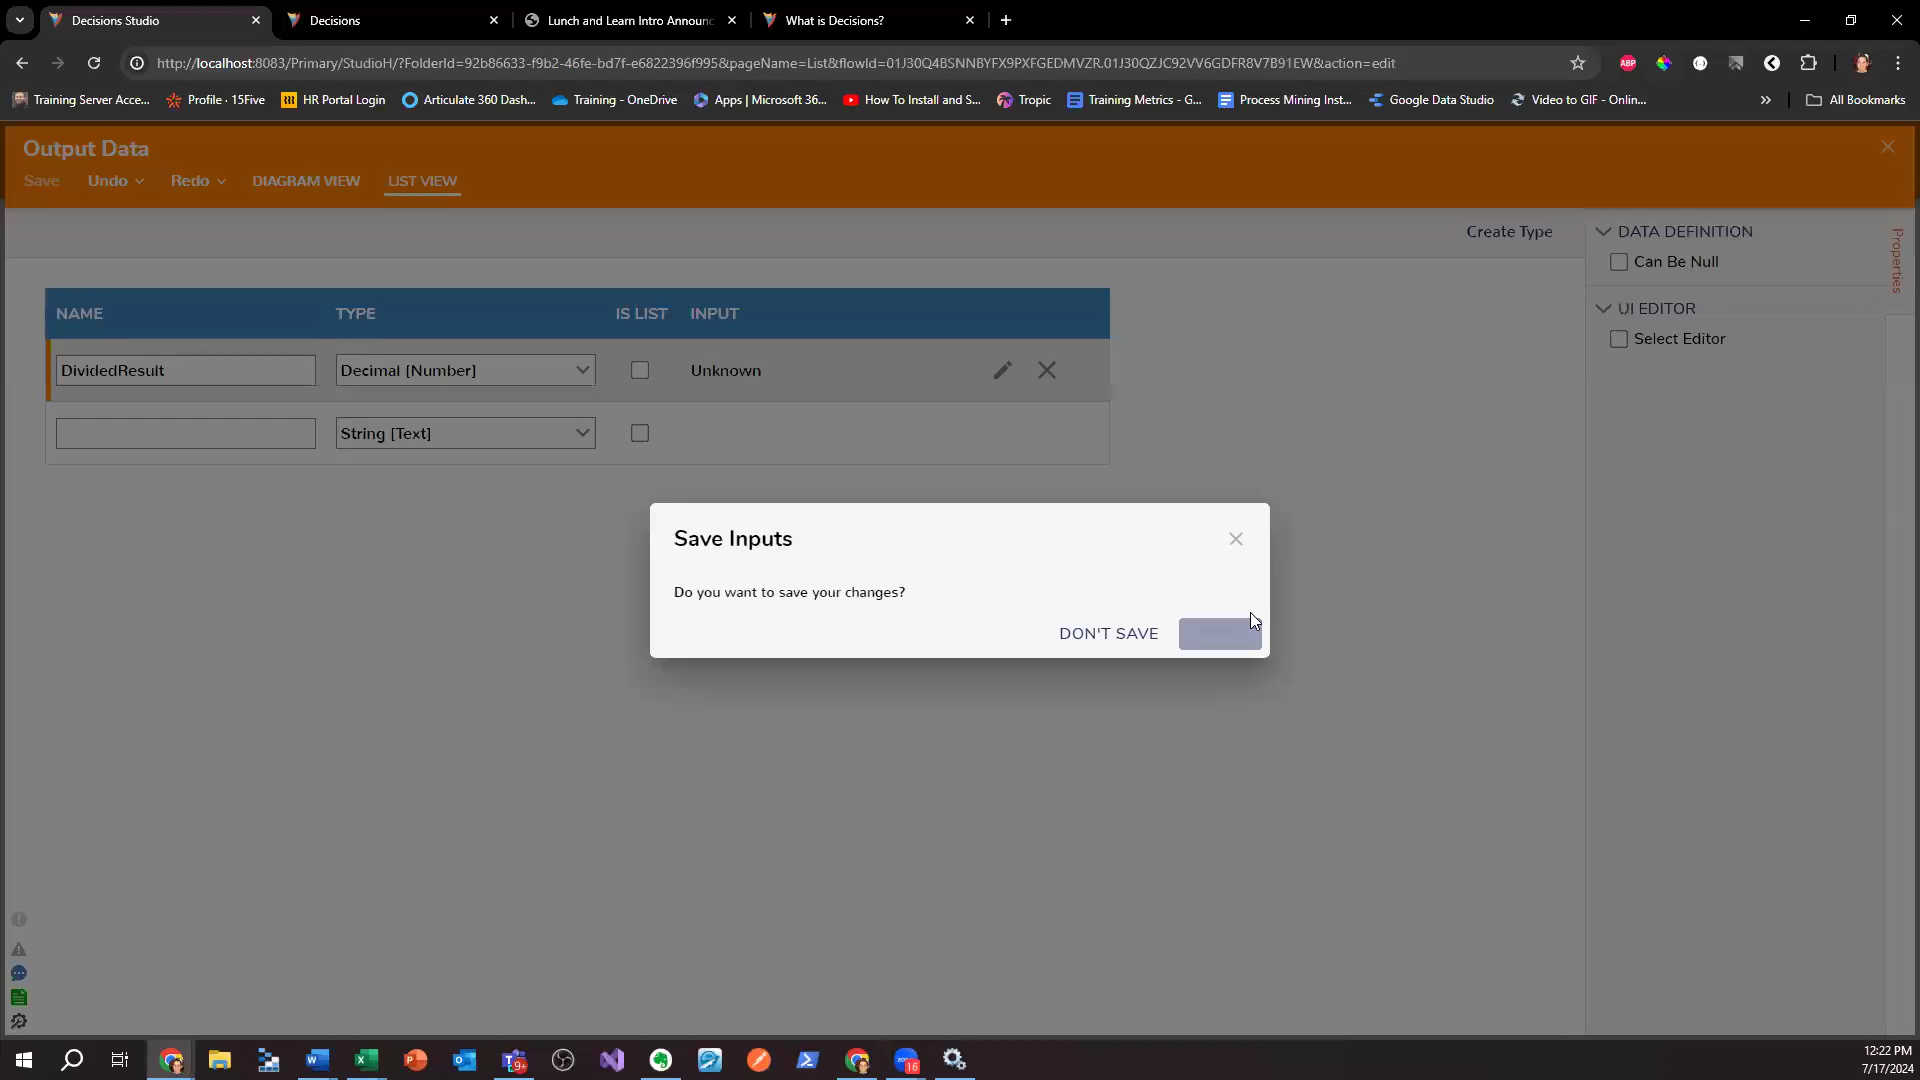 Decisions Studio
Decisions
Lunch and Learn Intro Announc
What is Decisions?
http://localhost:8083/Primary/StudioH/?FolderId=92b86633-f9b2-46fe-bd7f-e6822396f995&pageName=List&flowId=01J30Q4BSNNBYFX9PXFGEDMVZR.01J30QZJC92VV6GDFR8V7B91EW&action=edit
ABP
Training Server Acce...
Profile · 15Five
HR Portal Login
Articulate 360 Dash...
Training - OneDrive
Apps | Microsoft 36...
How To Install and S...
Tropic
Training Metrics - G...
Process Mining Inst...
Google Data Studio
Video to GIF - Onlin...
All Bookmarks
Output Data
Save
Undo
Redo
DIAGRAM VIEW
LIST VIEW
Create Type
DATA DEFINITION
Can Be Null
UI EDITOR
Select Editor
Properties
NAME TYPE IS LIST INPUT
DividedResult Decimal [Number] Unknown
String [Text]
Save Inputs
Do you want to save your changes?
DON'T SAVE
9+
16
12:22 PM
7/17/2024